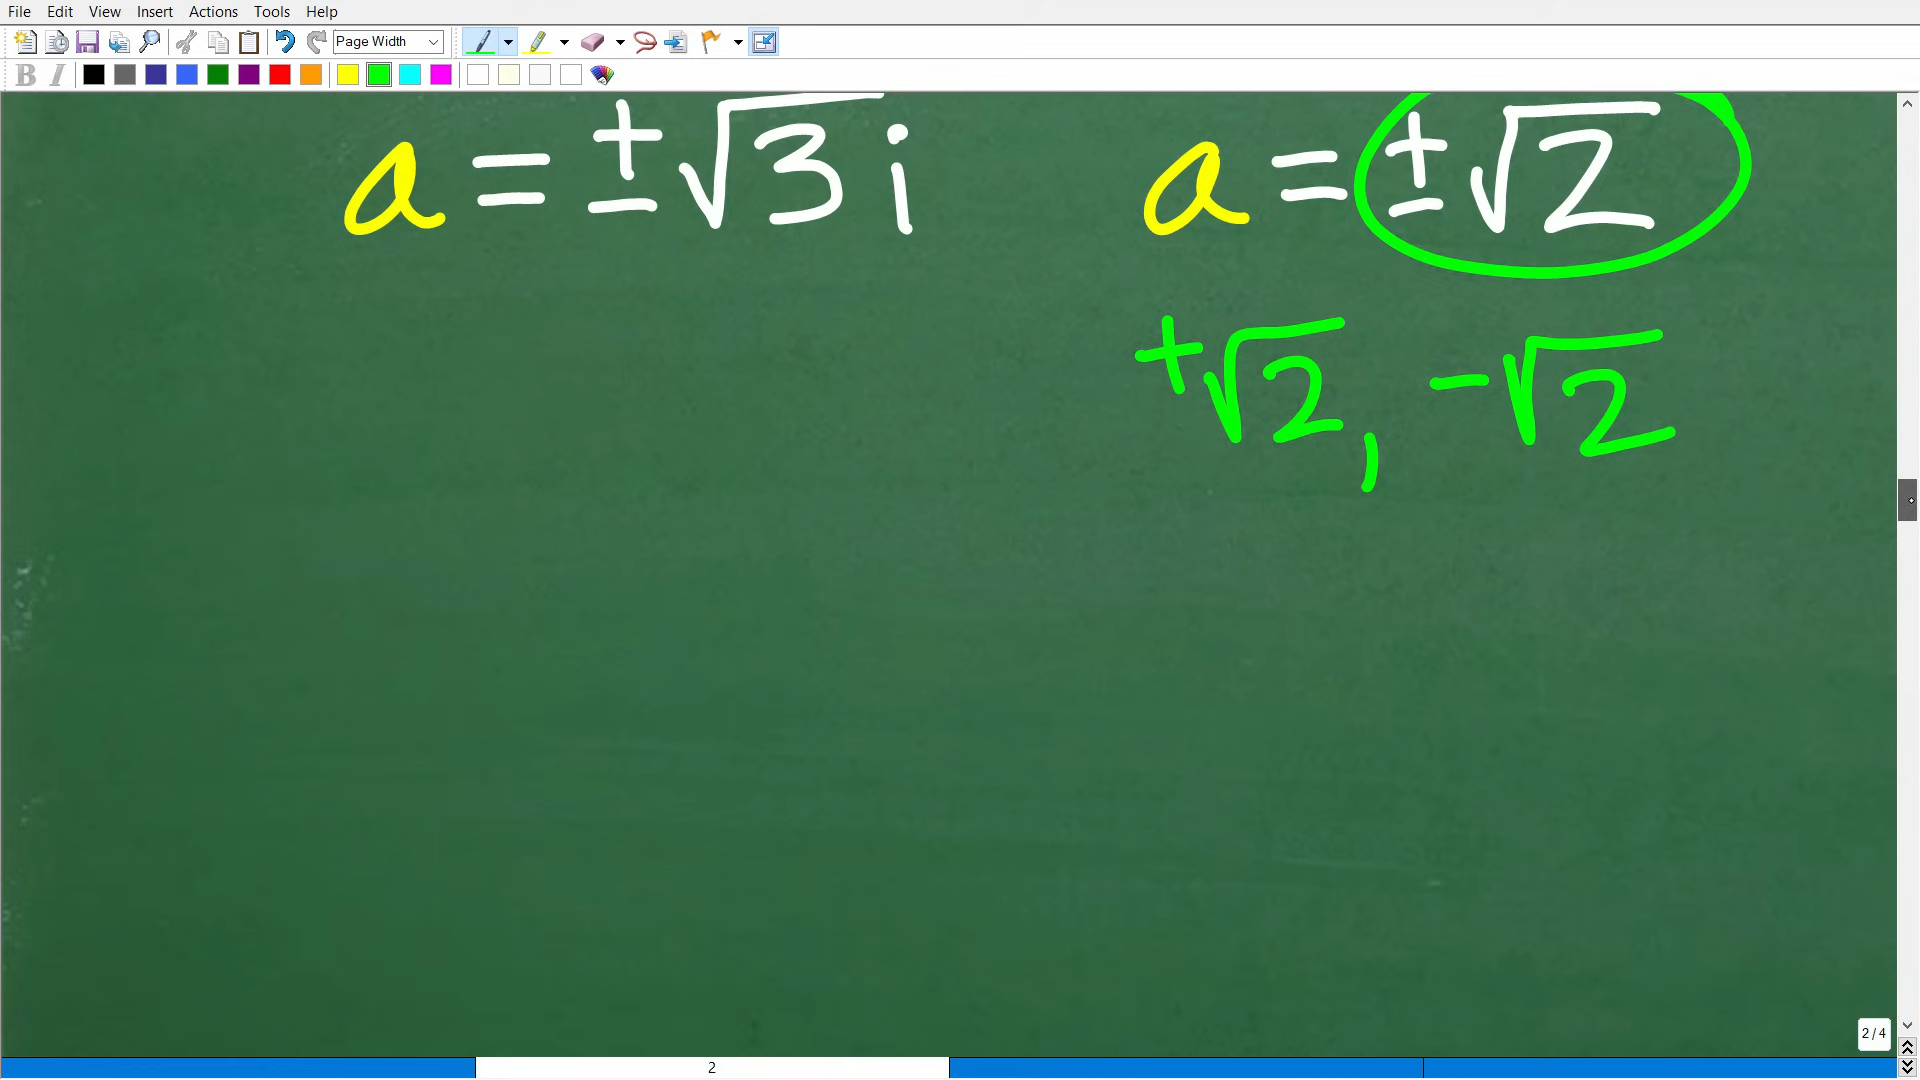 File Edit View Insert Actions Tools Help
Page Width
B I
a = ±√3 i
a = ±√2
+√2, -√2
2 / 4
2